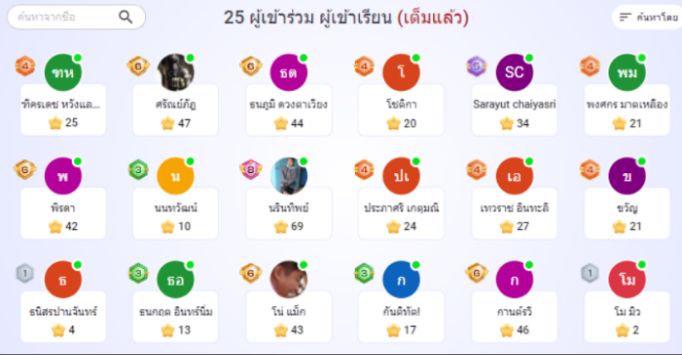 ค้นหาจากชื่อ
25 ผู้เข้าร่วม ผู้เข้าเรียน (เต็มแล้ว)
ค้นหาโดย
4 ฑห 6 6 ธด 4 โ 5 SC 4 พม
ฑิครเดช หวังแล... ศรัณย์ภัฎ ธนภูมิ ดวงตาเวียง โชติกา Sarayut chaiyasri พงศกร มาตเหลือง
25 47 44 20 34 21
6 พ 3 น 8 4 ปเ 4 เอ 4 ข
พิรดา นนทวัฒน์ นรินทิพย์ ประภาศรี เกตุมณี เทวราช อินทะลี ขวัญ
42 10 69 24 27 21
1 ธ 3 ธอ 6 3 ก 6 ก 1 โม
ธนิสรปานจันทร์ ธนกฤต อินทร์นิ่ม โน่ แม็ก กันติทัต! กานต์รวี โม มิว
4 13 43 17 46 2